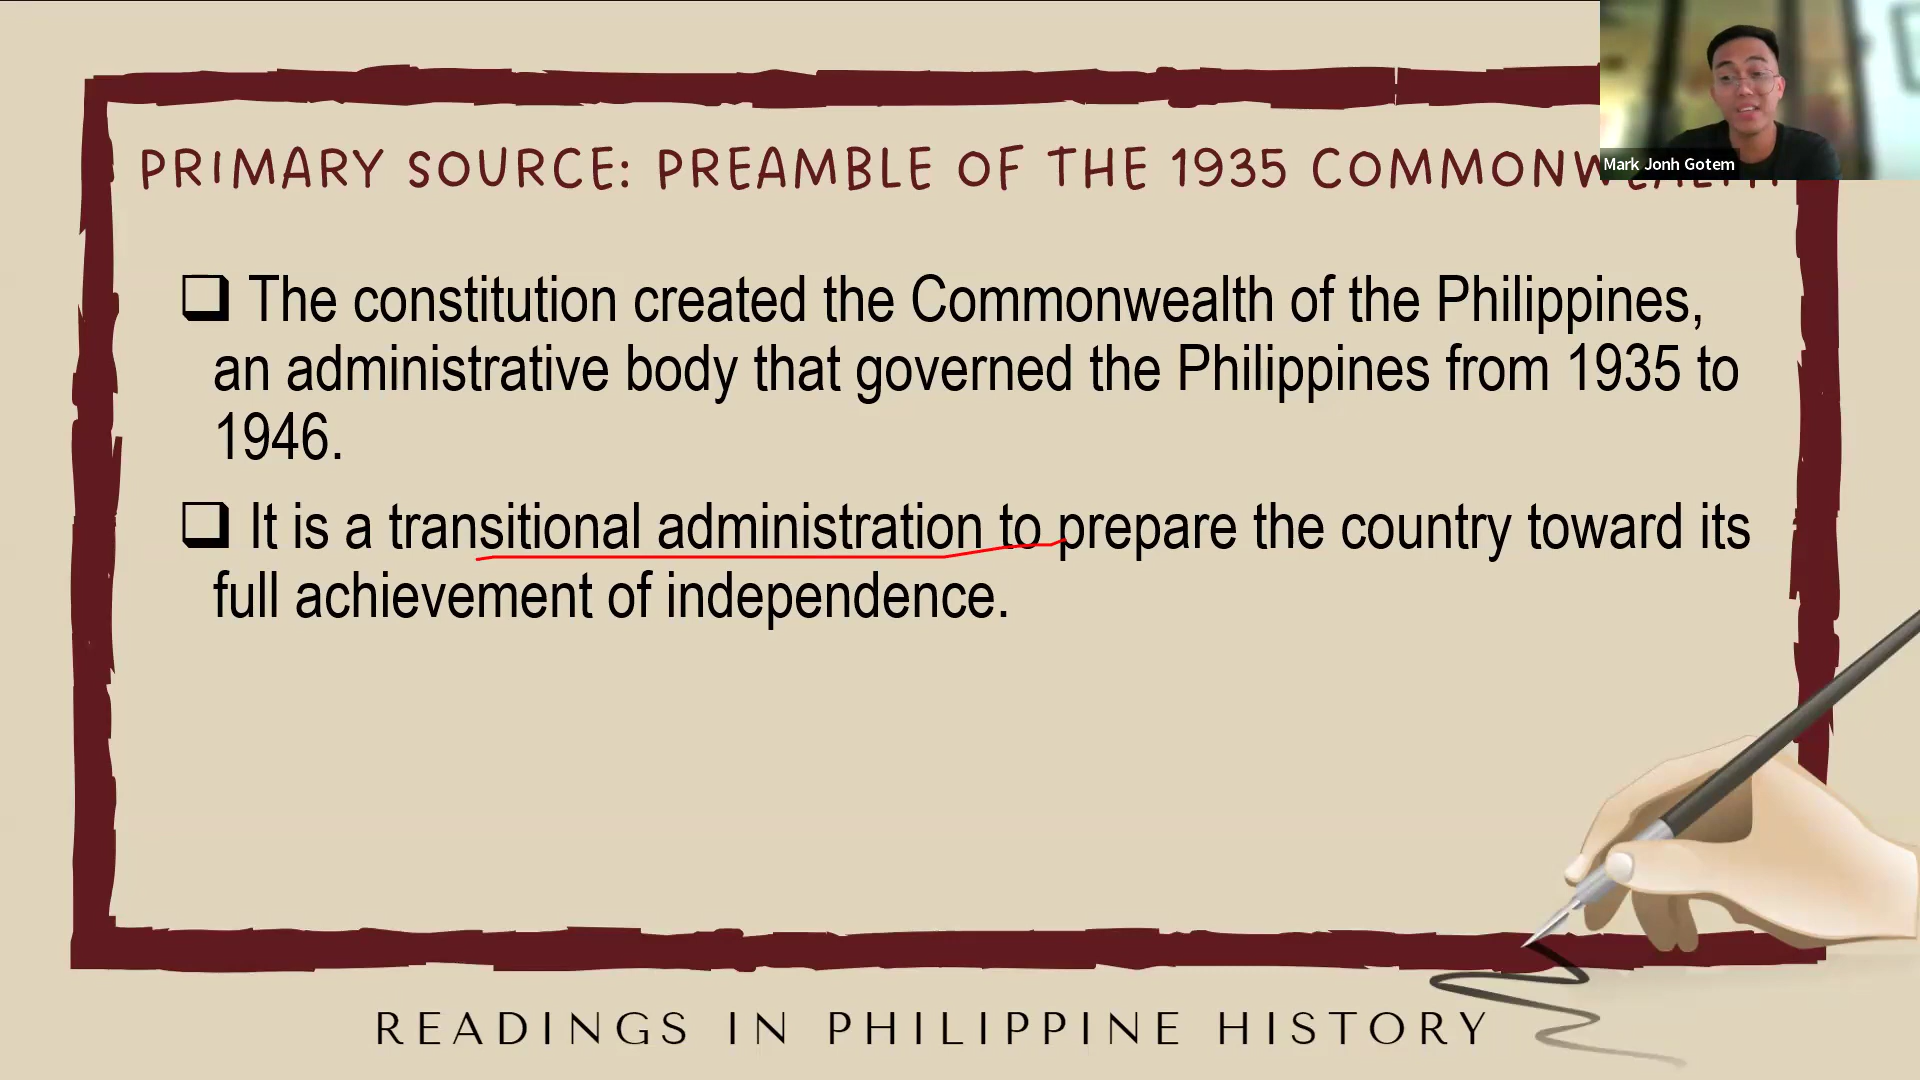 PRIMARY SOURCE: PREAMBLE OF THE 1935 COMMONWEALTH
Mark Jonh Gotem
❑ The constitution created the Commonwealth of the Philippines,
an administrative body that governed the Philippines from 1935 to
1946.
❑ It is a transitional administration to prepare the country toward its
full achievement of independence.
READINGS IN PHILIPPINE HISTORY